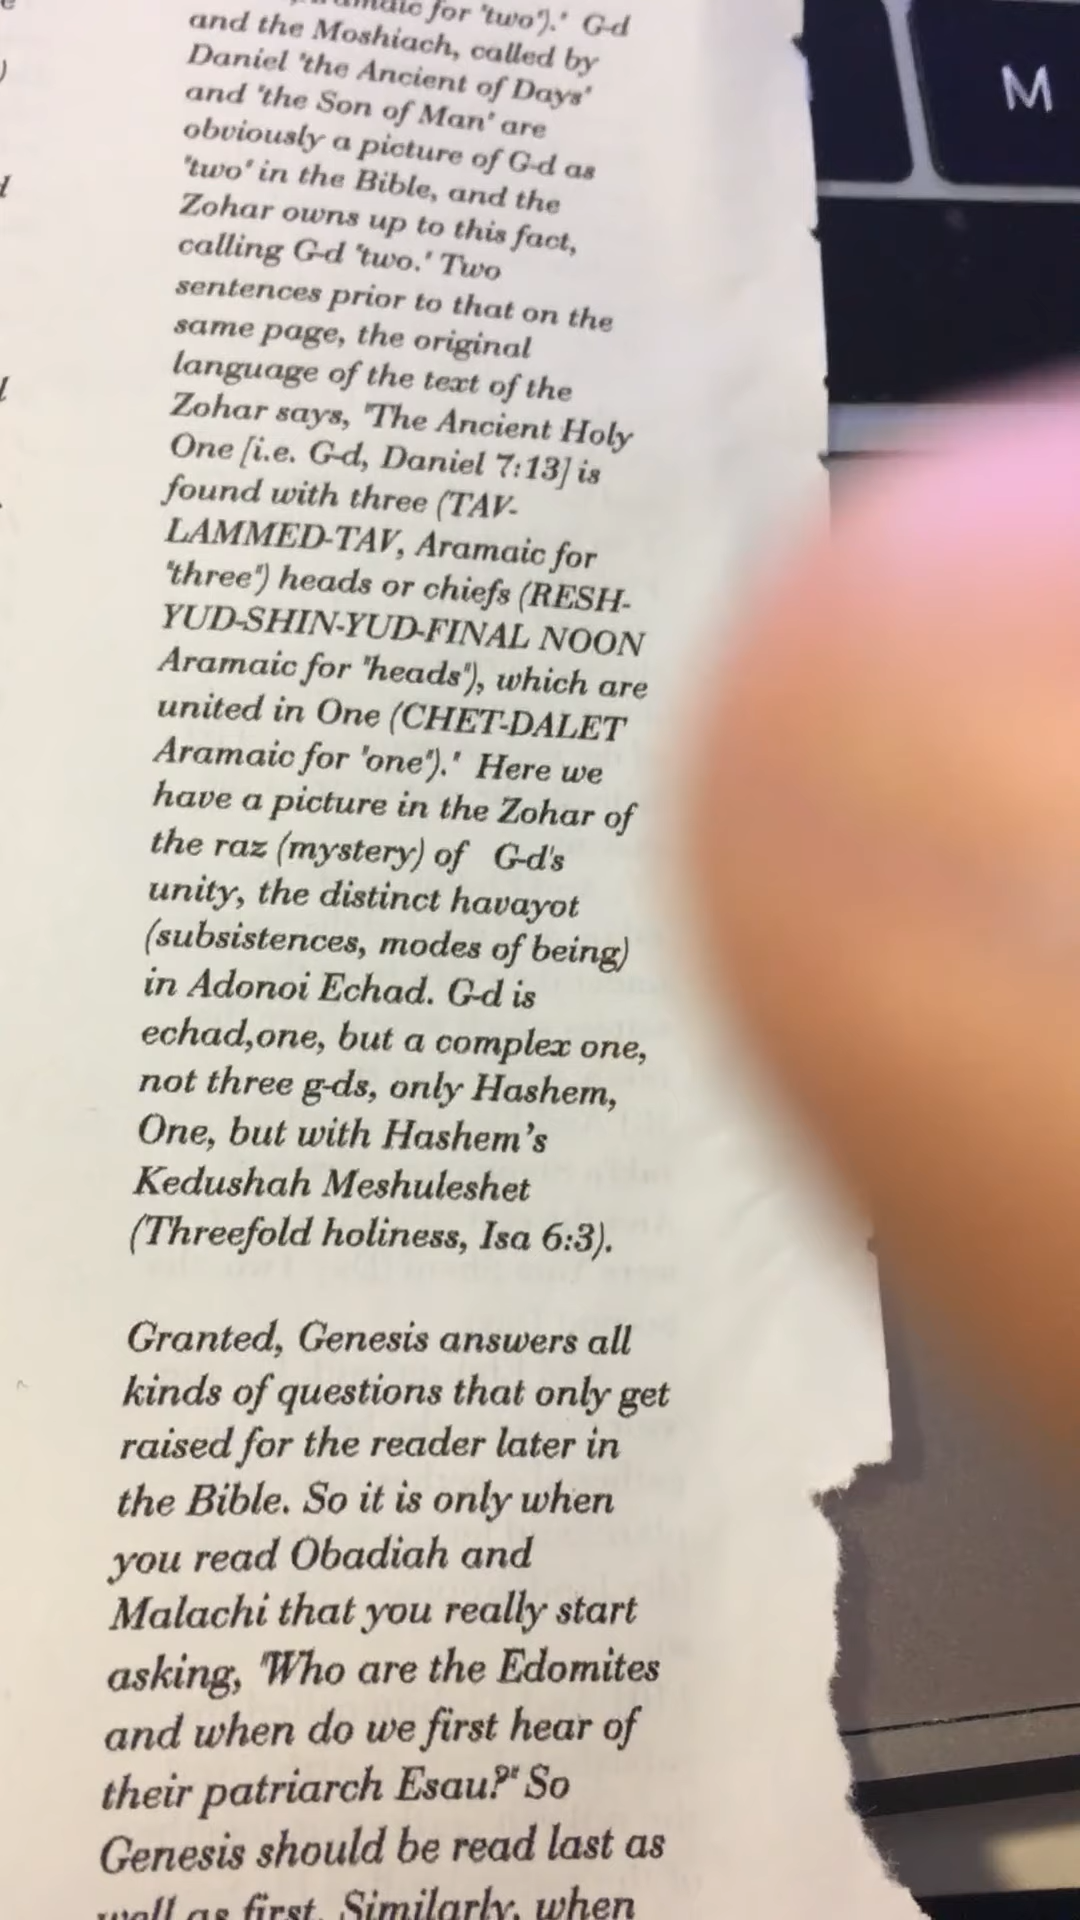 for 'two').' G-d
and the Moshiach, called by
Daniel 'the Ancient of Days'
and 'the Son of Man' are
obviously a picture of G-d as
'two' in the Bible, and the
Zohar owns up to this fact,
calling G-d 'two.' Two
sentences prior to that on the
same page, the original
language of the text of the
Zohar says, 'The Ancient Holy
One [i.e. G-d, Daniel 7:13] is
found with three (TAV-
LAMMED-TAV, Aramaic for
"three") heads or chiefs (RESH-
YUD-SHIN-YUD-FINAL NOON
Aramaic for "heads"), which are
united in One (CHET-DALET
Aramaic for "one").' Here we
have a picture in the Zohar of
the raz (mystery) of G-d's
unity, the distinct havayot
(subsistences, modes of being)
in Adonoi Echad. G-d is
echad,one, but a complex one,
not three g-ds, only Hashem,
One, but with Hashem's
Kedushah Meshuleshet
(Threefold holiness, Isa 6:3).
Granted, Genesis answers all
kinds of questions that only get
raised for the reader later in
the Bible. So it is only when
you read Obadiah and
Malachi that you really start
asking, "Who are the Edomites
and when do we first hear of
their patriarch Esau?" So
Genesis should be read last as
well as first. Similarly, when
M